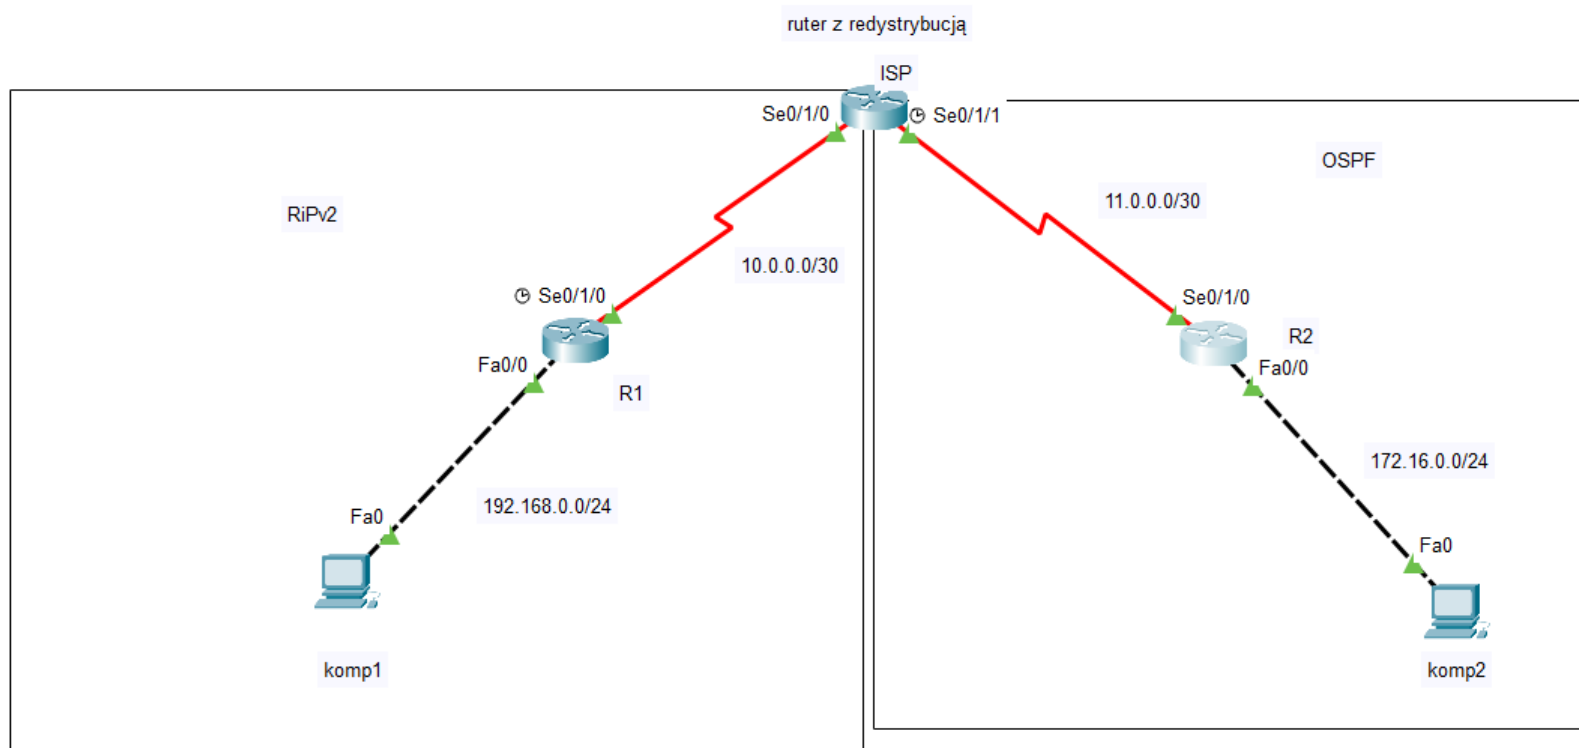 ruter z redystrybucją
ISP
Se0/1/0
Se0/1/1
OSPF
RiPv2
11.0.0.0/30
10.0.0.0/30
Se0/1/0
Se0/1/0
R2
Fa0/0
Fa0/0
R1
172.16.0.0/24
192.168.0.0/24
Fa0
Fa0
komp1
komp2